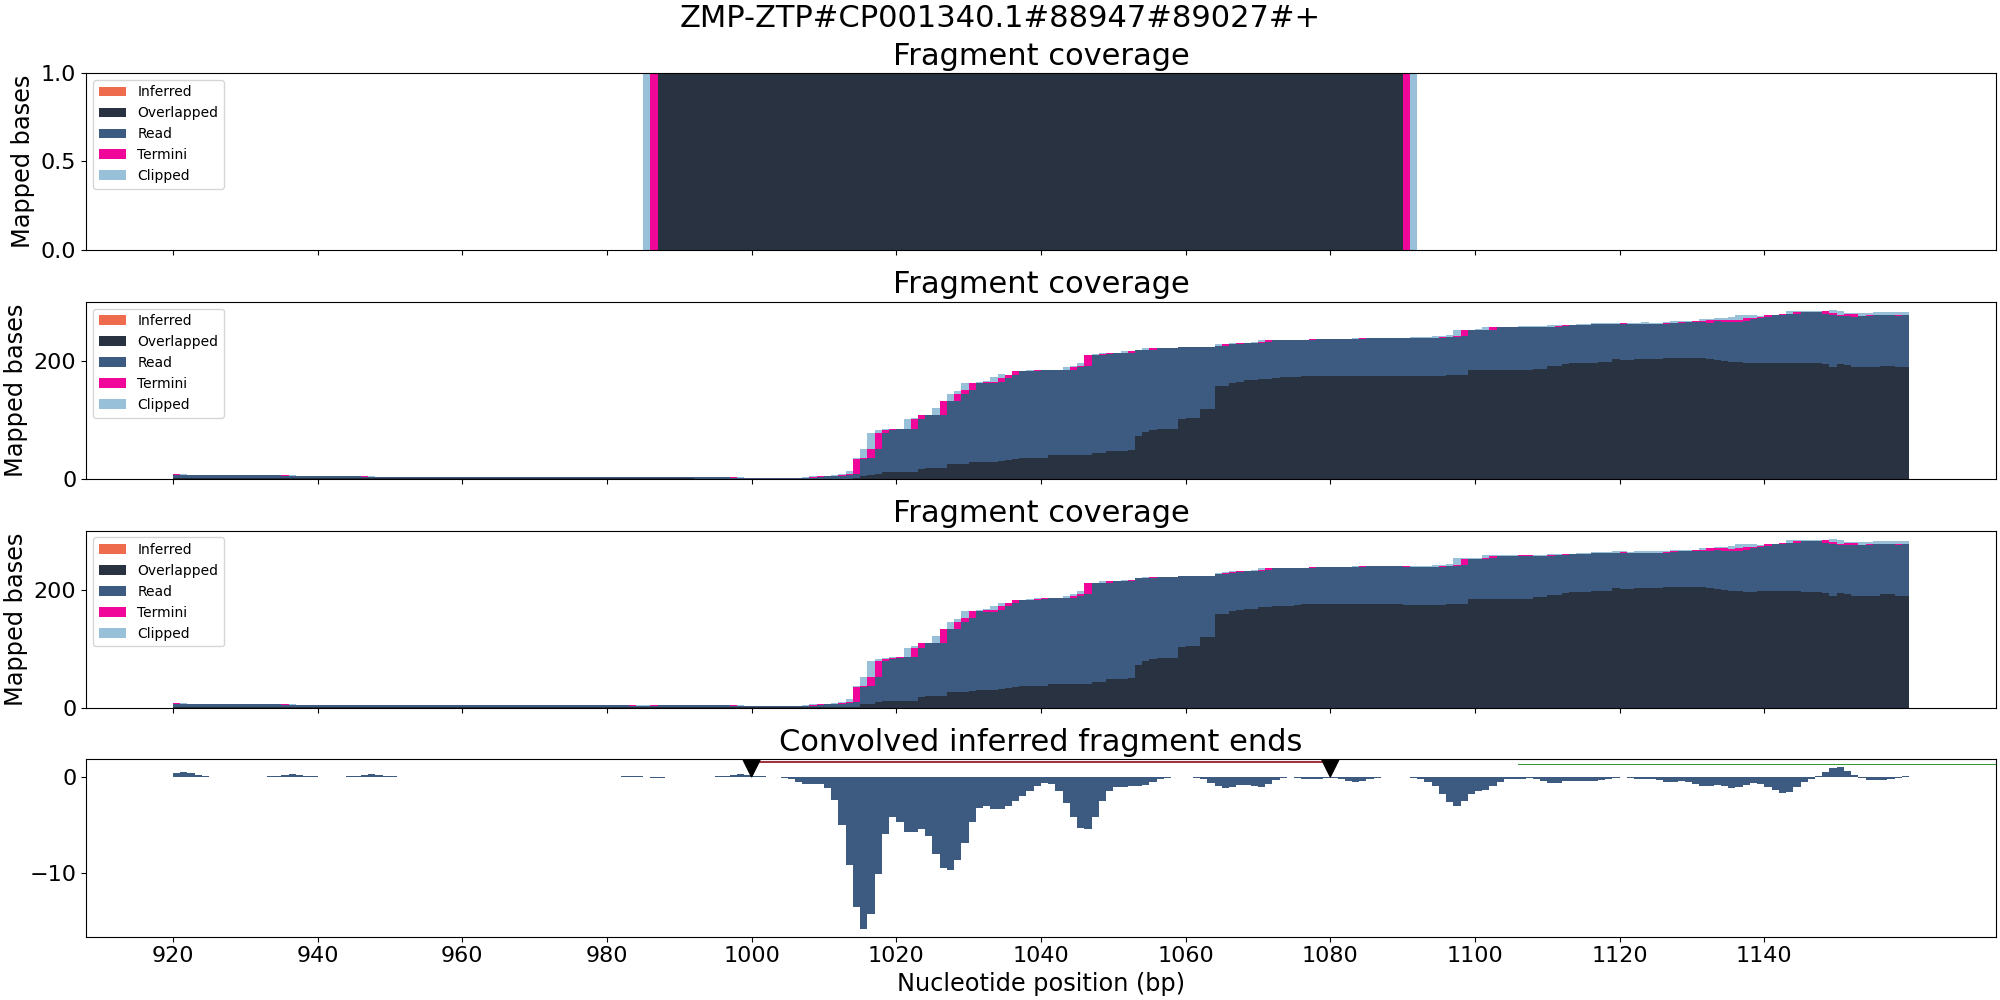 ZMP-ZTP#CP001340.1#88947#89027#+
Fragment coverage
Mapped bases
1.0
0.5
0.0
Inferred
Overlapped
Read
Termini
Clipped
Fragment coverage
Mapped bases
200
0
Inferred
Overlapped
Read
Termini
Clipped
Fragment coverage
Mapped bases
200
0
Inferred
Overlapped
Read
Termini
Clipped
Convolved inferred fragment ends
0
−10
920 940 960 980 1000 1020 1040 1060 1080 1100 1120 1140
Nucleotide position (bp)